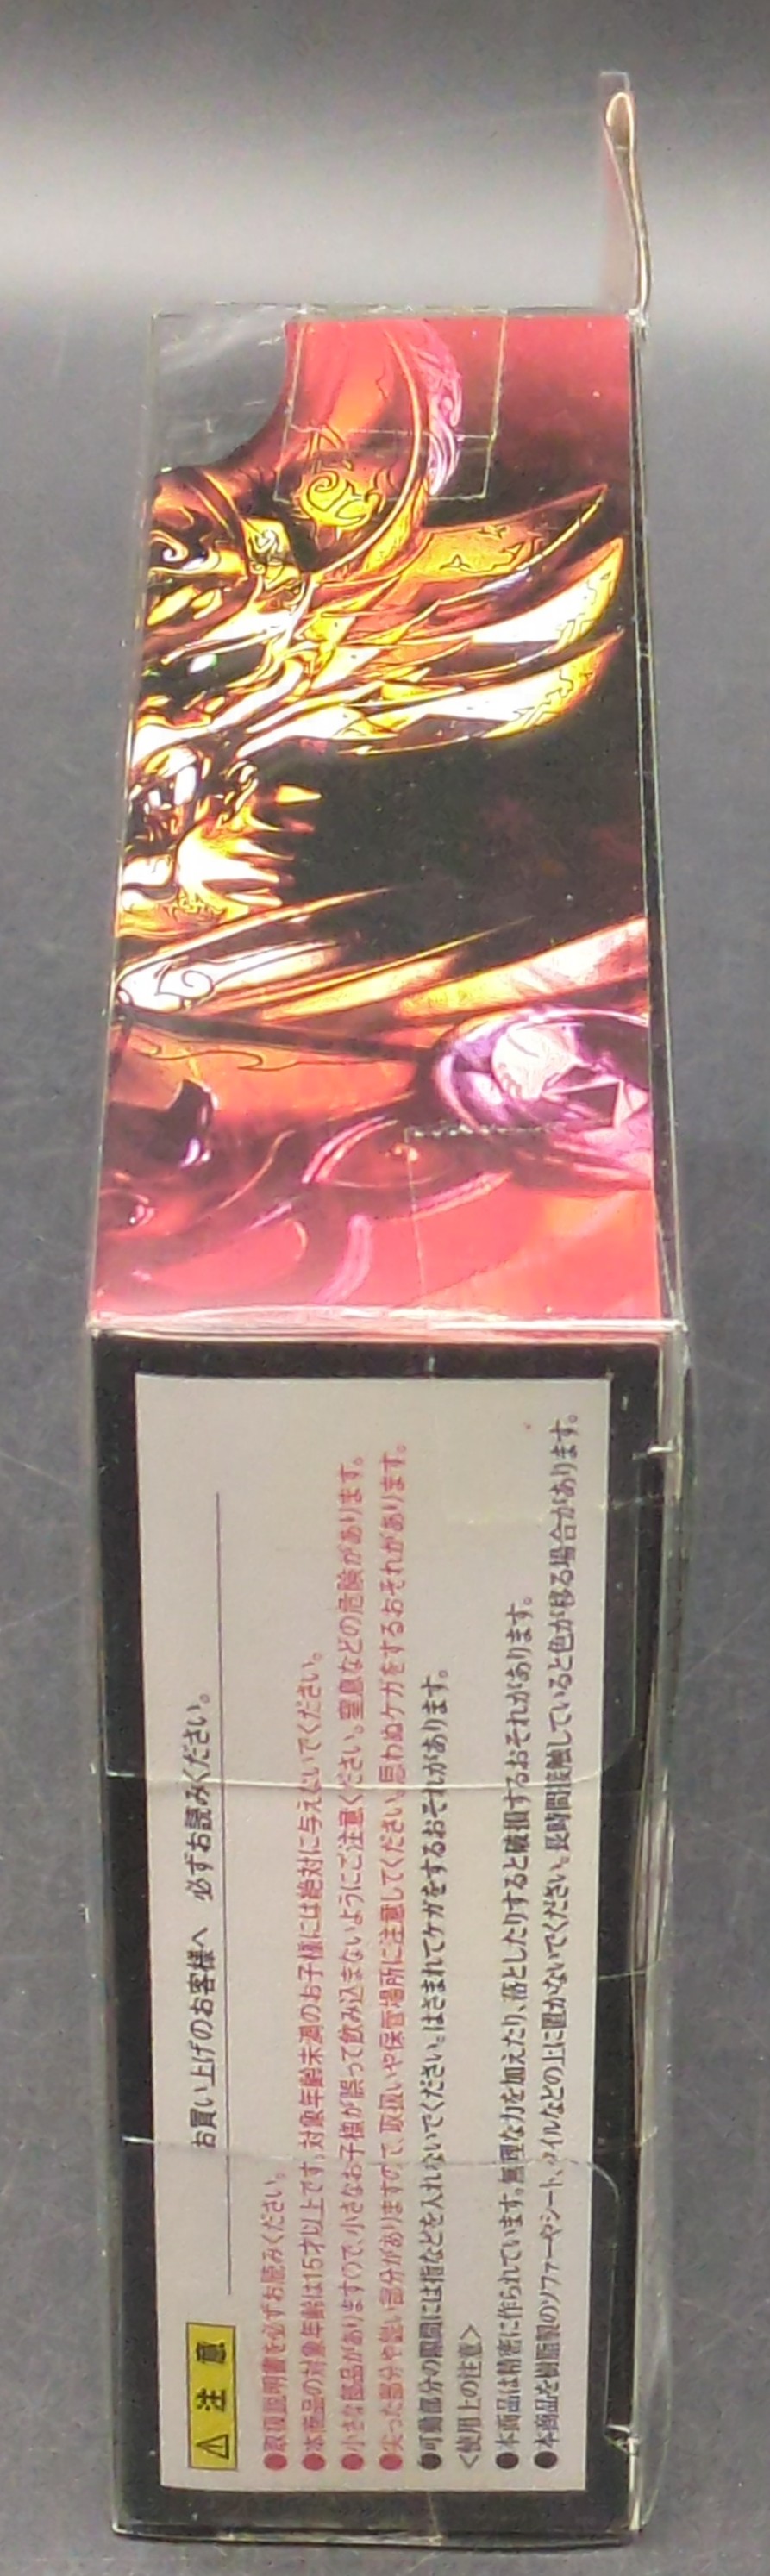 ⚠注意
お買い上げのお客様へ 必ずお読みください。
●取扱説明書を必ずお読みください。
●本商品の対象年齢は15才以上です。対象年齢未満のお子様には絶対に与えないでください。
●小さな部品がありますので、小さなお子様が誤って飲み込まないようにご注意ください。窒息などの危険があります。
●尖った部分や鋭い部分がありますので、取扱いや保管場所に注意してください。思わぬケガをするおそれがあります。
●可動部分の隙間には指などを入れないでください。はさまれてケガをするおそれがあります。
<使用上の注意>
●本商品は精密に作られています。無理な力を加えたり、落としたりすると破損するおそれがあります。
●本商品を樹脂製のソファーやシート、タイルなどの上に置かないでください。長時間接触していると色が移る場合があります。